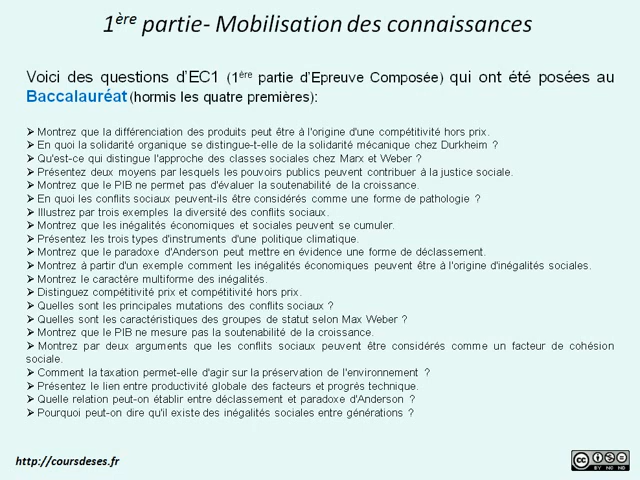 1ère partie- Mobilisation des connaissances
Voici des questions d'EC1 (1ère partie d'Epreuve Composée) qui ont été posées au
Baccalauréat (hormis les quatre premières):
➢ Montrez que la différenciation des produits peut être à l'origine d'une compétitivité hors prix.
➢ En quoi la solidarité organique se distingue-t-elle de la solidarité mécanique chez Durkheim ?
➢ Qu'est-ce qui distingue l'approche des classes sociales chez Marx et Weber ?
➢ Présentez deux moyens par lesquels les pouvoirs publics peuvent contribuer à la justice sociale.
➢ Montrez que le PIB ne permet pas d'évaluer la soutenabilité de la croissance.
➢ En quoi les conflits sociaux peuvent-ils être considérés comme une forme de pathologie ?
➢ Illustrez par trois exemples la diversité des conflits sociaux.
➢ Montrez que les inégalités économiques et sociales peuvent se cumuler.
➢ Présentez les trois types d'instruments d'une politique climatique.
➢ Montrez que le paradoxe d'Anderson peut mettre en évidence une forme de déclassement.
➢ Montrez à partir d'un exemple comment les inégalités économiques peuvent être à l'origine d'inégalités sociales.
➢ Montrez le caractère multiforme des inégalités.
➢ Distinguez compétitivité prix et compétitivité hors prix.
➢ Quelles sont les principales mutations des conflits sociaux ?
➢ Quelles sont les caractéristiques des groupes de statut selon Max Weber ?
➢ Montrez que le PIB ne mesure pas la soutenabilité de la croissance.
➢ Montrez par deux arguments que les conflits sociaux peuvent être considérés comme un facteur de cohésion
sociale.
➢ Comment la taxation permet-elle d'agir sur la préservation de l'environnement ?
➢ Présentez le lien entre productivité globale des facteurs et progrès technique.
➢ Quelle relation peut-on établir entre déclassement et paradoxe d'Anderson ?
➢ Pourquoi peut-on dire qu'il existe des inégalités sociales entre générations ?
http://coursdeses.fr
cc
BY NC ND